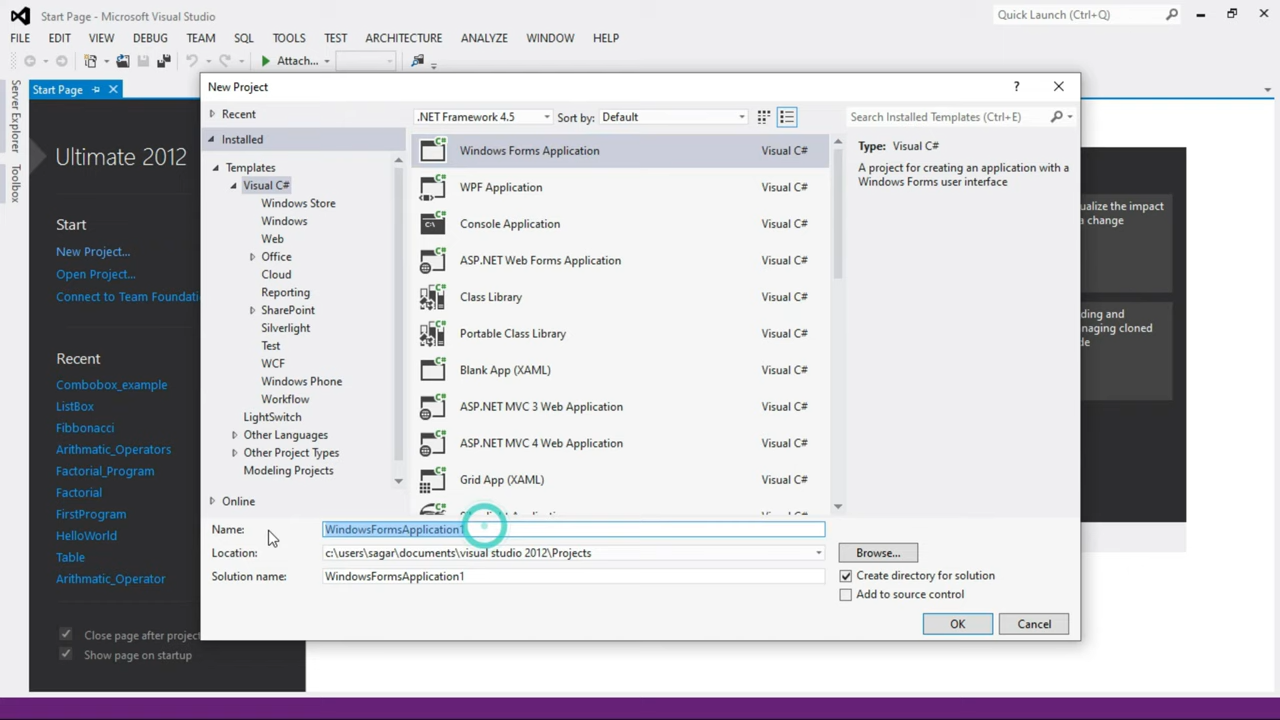 Start Page - Microsoft Visual Studio
Quick Launch (Ctrl+Q)
FILE EDIT VIEW DEBUG TEAM SQL TOOLS TEST ARCHITECTURE ANALYZE WINDOW HELP
Attach...
Server Explorer
Toolbox
Start Page
Ultimate 2012
Start
New Project...
Open Project...
Connect to Team Foundati
Recent
Combobox_example
ListBox
Fibbonacci
Arithmatic_Operators
Factorial_Program
Factorial
FirstProgram
HelloWorld
Table
Arithmatic_Operator
Close page after project
Show page on startup
New Project
?
Recent
Installed
Templates
Visual C#
Windows Store
Windows
Web
Office
Cloud
Reporting
SharePoint
Silverlight
Test
WCF
Windows Phone
Workflow
LightSwitch
Other Languages
Other Project Types
Modeling Projects
Online
.NET Framework 4.5
Sort by: Default
Search Installed Templates (Ctrl+E)
Windows Forms Application Visual C#
WPF Application Visual C#
Console Application Visual C#
ASP.NET Web Forms Application Visual C#
Class Library Visual C#
Portable Class Library Visual C#
Blank App (XAML) Visual C#
ASP.NET MVC 3 Web Application Visual C#
ASP.NET MVC 4 Web Application Visual C#
Grid App (XAML) Visual C#
Type: Visual C#
A project for creating an application with a
Windows Forms user interface
ualize the impact
a change
ding and
naging cloned
de
Name: WindowsFormsApplication1
Location: c:\users\sagar\documents\visual studio 2012\Projects
Browse...
Solution name: WindowsFormsApplication1
Create directory for solution
Add to source control
OK
Cancel